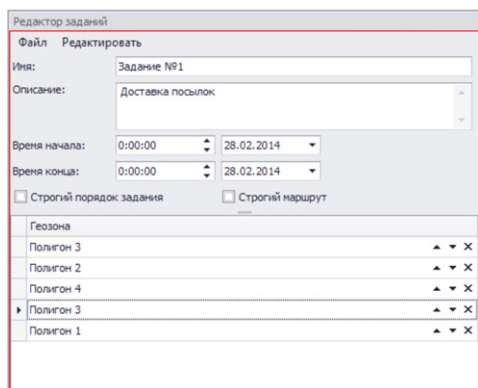 Редактор заданий
Файл Редактировать
Имя: Задание №1
Описание: Доставка посылок
Время начала: 0:00:00 28.02.2014
Время конца: 0:00:00 28.02.2014
Строгий порядок задания Строгий маршрут
Геозона
Полигон 3
Полигон 2
Полигон 4
Полигон 3
Полигон 1